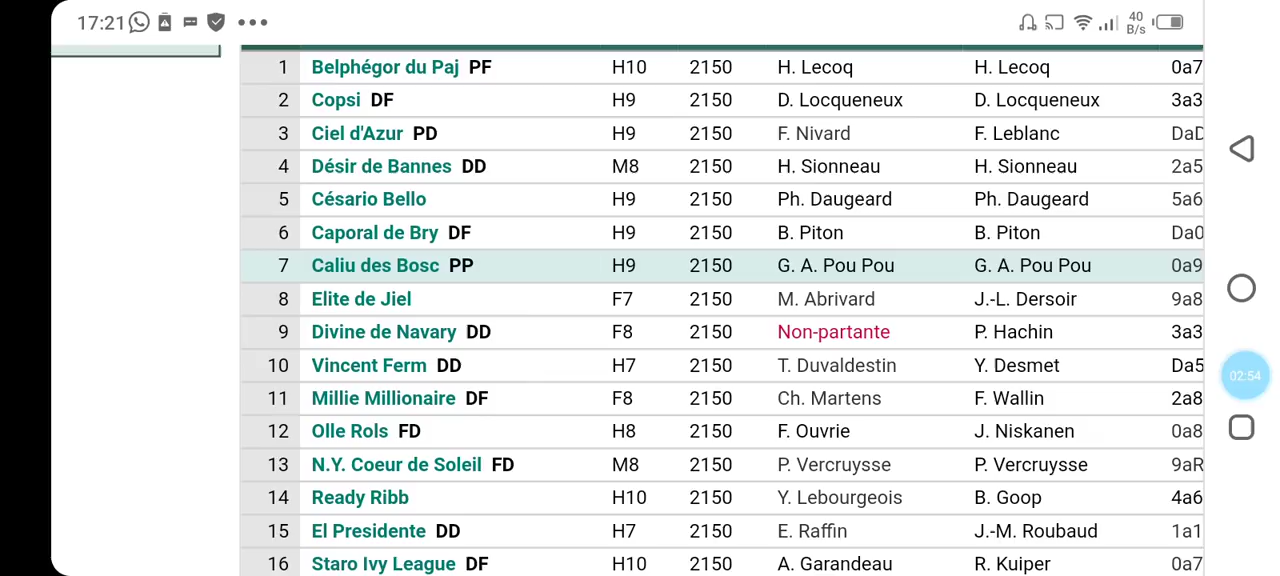 17:21 40 B/s
1 Belphégor du Paj PF H10 2150 H. Lecoq H. Lecoq 0a7
2 Copsi DF H9 2150 D. Locqueneux D. Locqueneux 3a3
3 Ciel d'Azur PD H9 2150 F. Nivard F. Leblanc DaD
4 Désir de Bannes DD M8 2150 H. Sionneau H. Sionneau 2a5
5 Césario Bello H9 2150 Ph. Daugeard Ph. Daugeard 5a6
6 Caporal de Bry DF H9 2150 B. Piton B. Piton Da0
7 Caliu des Bosc PP H9 2150 G. A. Pou Pou G. A. Pou Pou 0a9
8 Elite de Jiel F7 2150 M. Abrivard J.-L. Dersoir 9a8
9 Divine de Navary DD F8 2150 Non-partante P. Hachin 3a3
10 Vincent Ferm DD H7 2150 T. Duvaldestin Y. Desmet Da5
02:54
11 Millie Millionaire DF F8 2150 Ch. Martens F. Wallin 2a8
12 Olle Rols FD H8 2150 F. Ouvrie J. Niskanen 0a8
13 N.Y. Coeur de Soleil FD M8 2150 P. Vercruysse P. Vercruysse 9aR
14 Ready Ribb H10 2150 Y. Lebourgeois B. Goop 4a6
15 El Presidente DD H7 2150 E. Raffin J.-M. Roubaud 1a1
16 Staro Ivy League DF H10 2150 A. Garandeau R. Kuiper 0a7